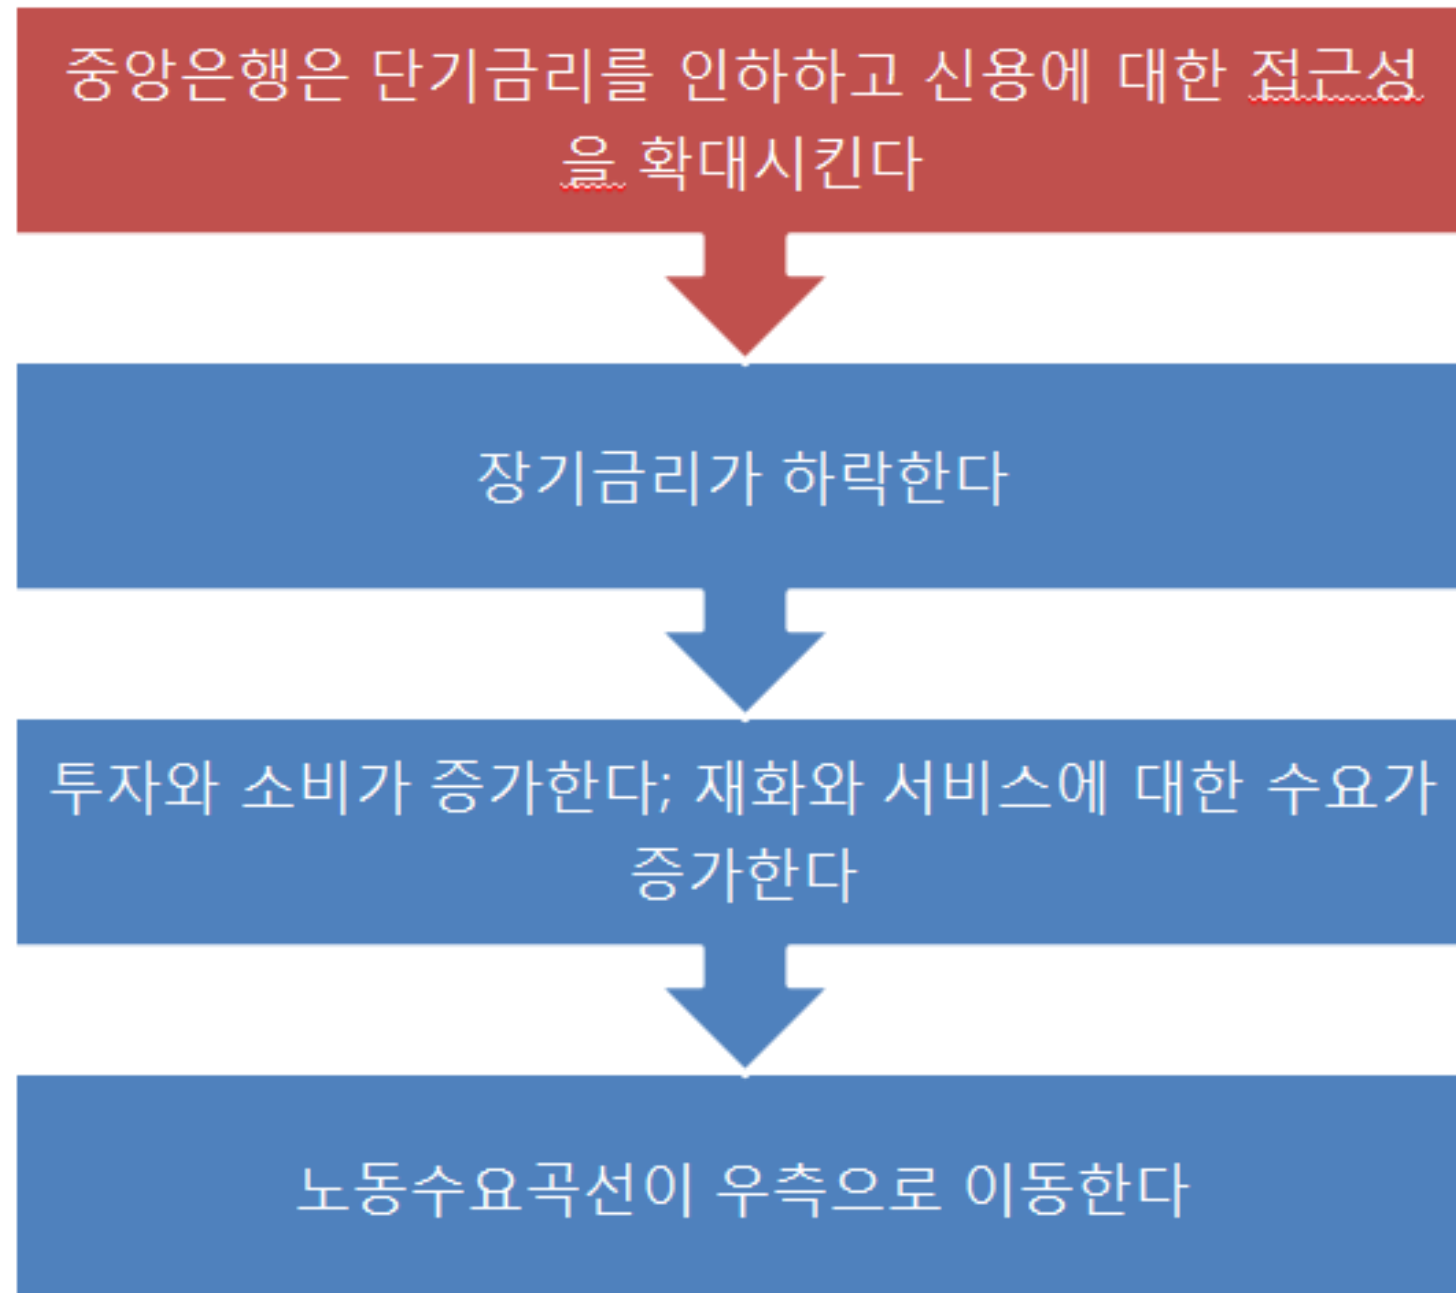 중앙은행은 단기금리를 인하하고 신용에 대한 접근성
을 확대시킨다
장기금리가 하락한다
투자와 소비가 증가한다; 재화와 서비스에 대한 수요가
증가한다
노동수요곡선이 우측으로 이동한다